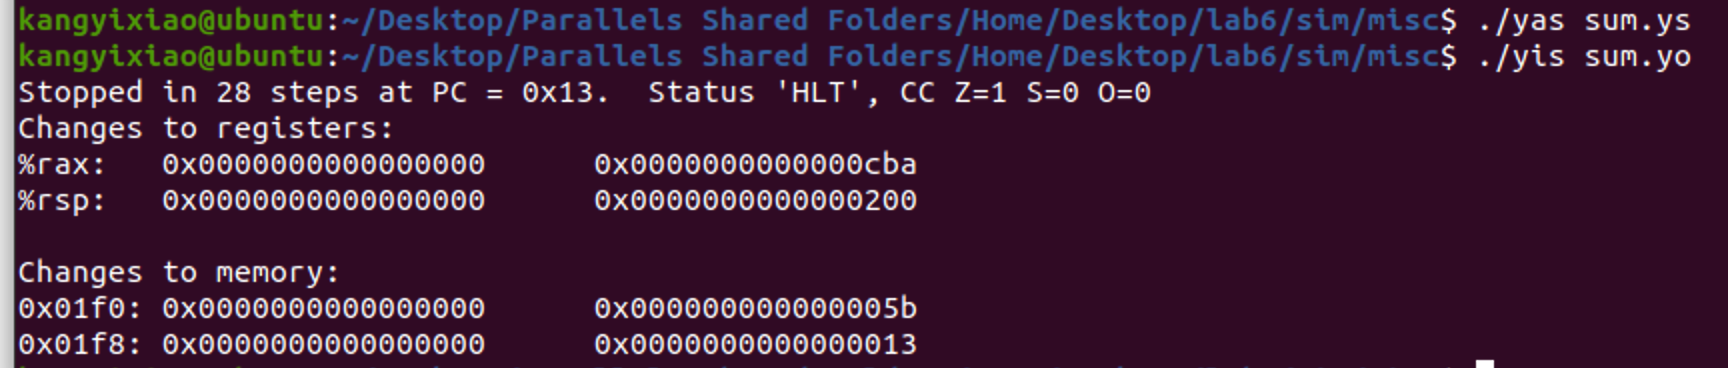 kangyixiao@ubuntu:~/Desktop/Parallels Shared Folders/Home/Desktop/lab6/sim/misc$ ./yas sum.ys
kangyixiao@ubuntu:~/Desktop/Parallels Shared Folders/Home/Desktop/lab6/sim/misc$ ./yis sum.yo
Stopped in 28 steps at PC = 0x13.  Status 'HLT', CC Z=1 S=0 O=0
Changes to registers:
%rax:   0x0000000000000000      0x0000000000000cba
%rsp:   0x0000000000000000      0x0000000000000200
Changes to memory:
0x01f0: 0x0000000000000000      0x000000000000005b
0x01f8: 0x0000000000000000      0x0000000000000013